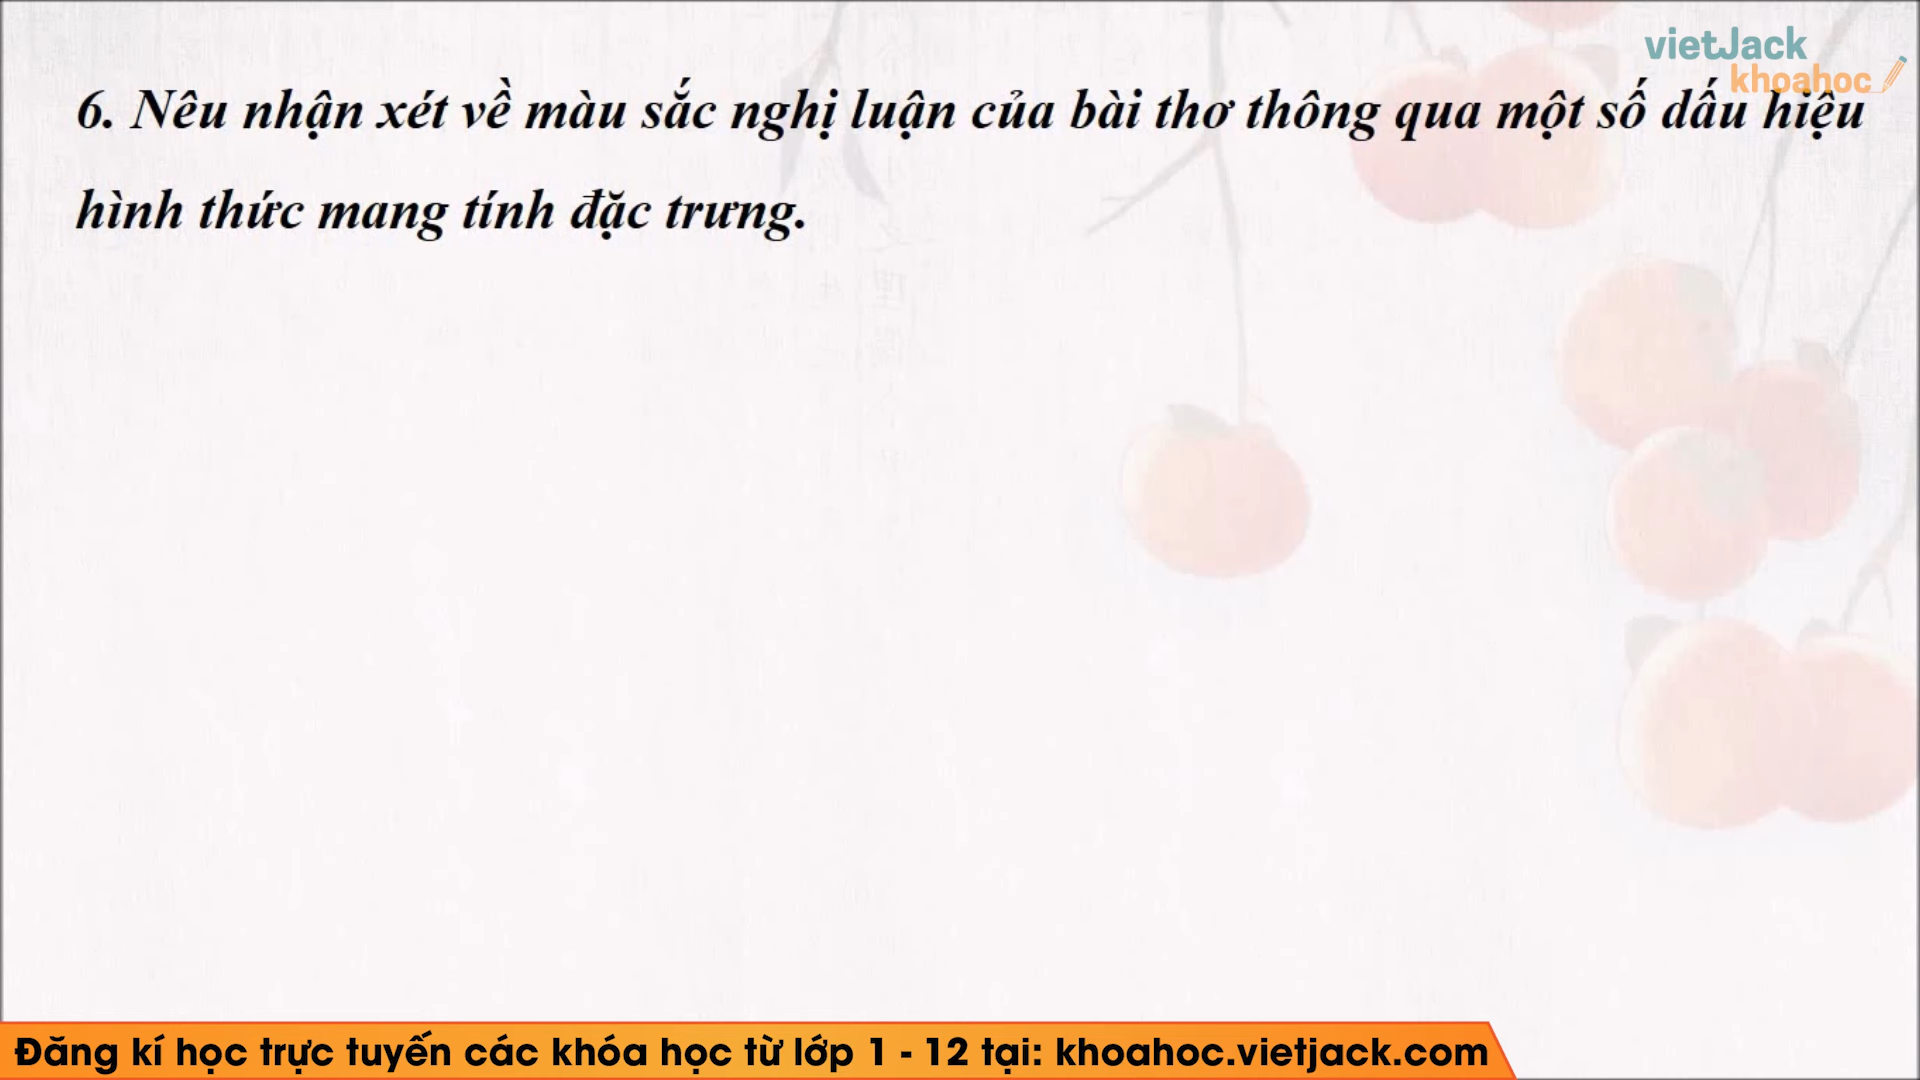 vietJack
khoahoc
6. Nêu nhận xét về màu sắc nghị luận của bài thơ thông qua một số dấu hiệu
hình thức mang tính đặc trưng.
Đăng kí học trực tuyến các khóa học từ lớp 1 - 12 tại: khoahoc.vietjack.com